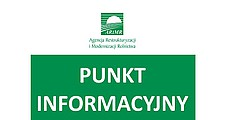 ARiMR
Agencja Restrukturyzacji
i Modernizacji Rolnictwa
PUNKT
INFORMACYJNY